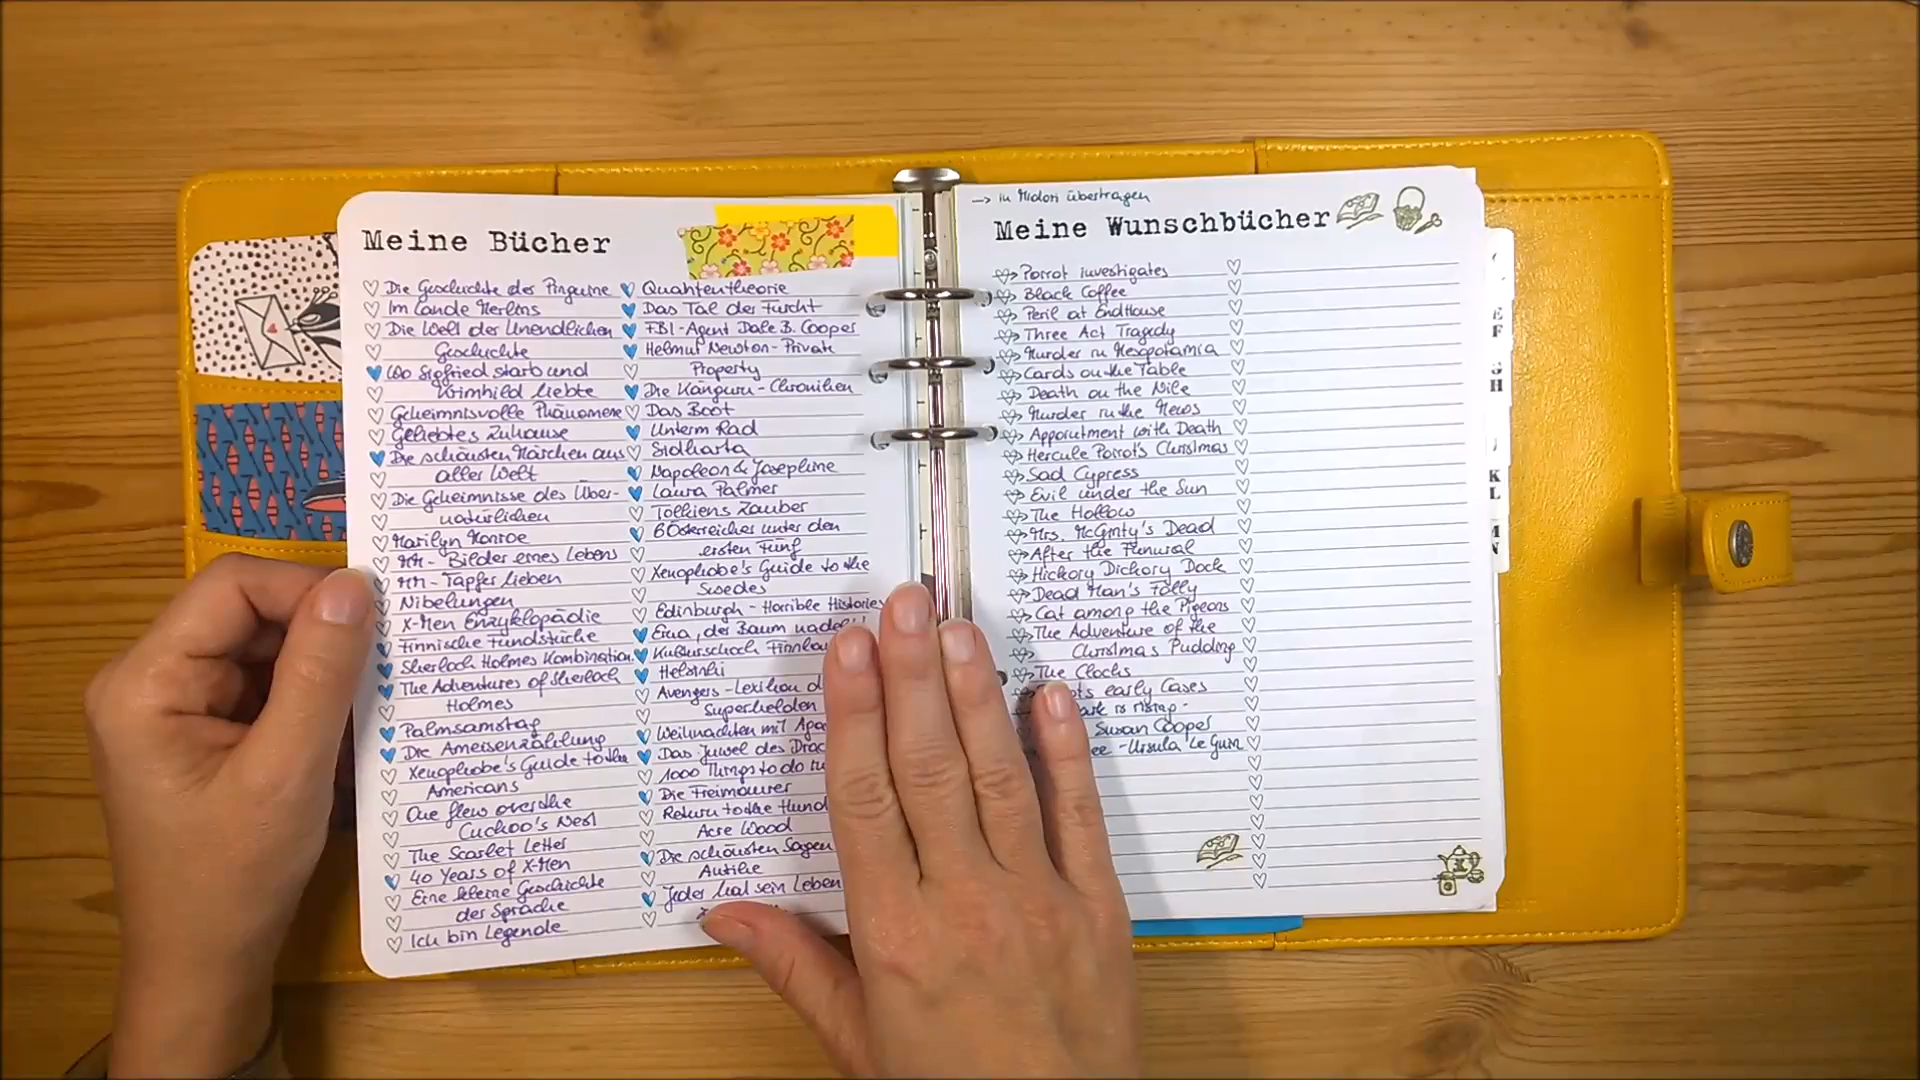 Meine Bücher
Die Geschichte der Pinguine
Im Lande Merlins
Die Welt der Unendlichen
Geschichte
Wo Sigfried starb und
Krimhild liebte
Geheimnisvolle Phänomene
Geliebtes Zuhause
Die schönsten Märchen aus
aller Welt
Die Geheimnisse des Über-
natürlichen
Marilyn Monroe
MM - Bilder eines Lebens
MM - Tapfer lieben
Nibelungen
X-Men Enzyklopädie
Finnische Fundstücke
Sherlock Holmes Kombination
The Adventures of Sherlock
Holmes
Palmsamstag
Die Ameisenzählung
Xenophobe's Guide to the
Americans
One flew over the
Cuckoo's Nest
The Scarlet Letter
40 Years of X-Men
Eine kleine Geschichte
der Sprache
Ich bin Legende
Quantentheorie
Das Tal der Furcht
FBI-Agent Dale B. Cooper
Helmut Newton - Private
Property
Die Känguru-Chroniken
Das Boot
Unterm Rad
Sidharta
Napoleon & Josephine
Laura Palmer
Tolkiens Zauber
6 Österreicher unter den
ersten Fünf
Xenophobe's Guide to the
Swedes
Edinburgh - Horrible Histories
der Baum
Kulturschock
Helsinki
Avengers-Lexikon
Superhelden
Weihnachten mit
Das Juwel des
1000 Things to do
Die Freimaurer
Return to the
Acre Wood
Die schönsten Sagen
Antike
Jeder hat sein Leben
-> in Midori übertragen
Meine Wunschbücher
Poirot investigates
Black Coffee
Peril at Endhouse
Three Act Tragedy
Murder in Mesopotamia
Cards on the Table
Death on the Nile
Murder in the Mews
Appointment with Death
Hercule Poirot's Christmas
Sad Cypress
Evil under the Sun
The Hollow
Mrs. McGinty's Dead
After the Funural
Hickory Dickory Dock
Dead Man's Folly
Cat among the Pigeons
The Adventure of the
Christmas Pudding
The Clocks
early Cases
is rising -
Susan Cooper
-Ursula Le Guin
E
F
G
H
J
K
L
M
N